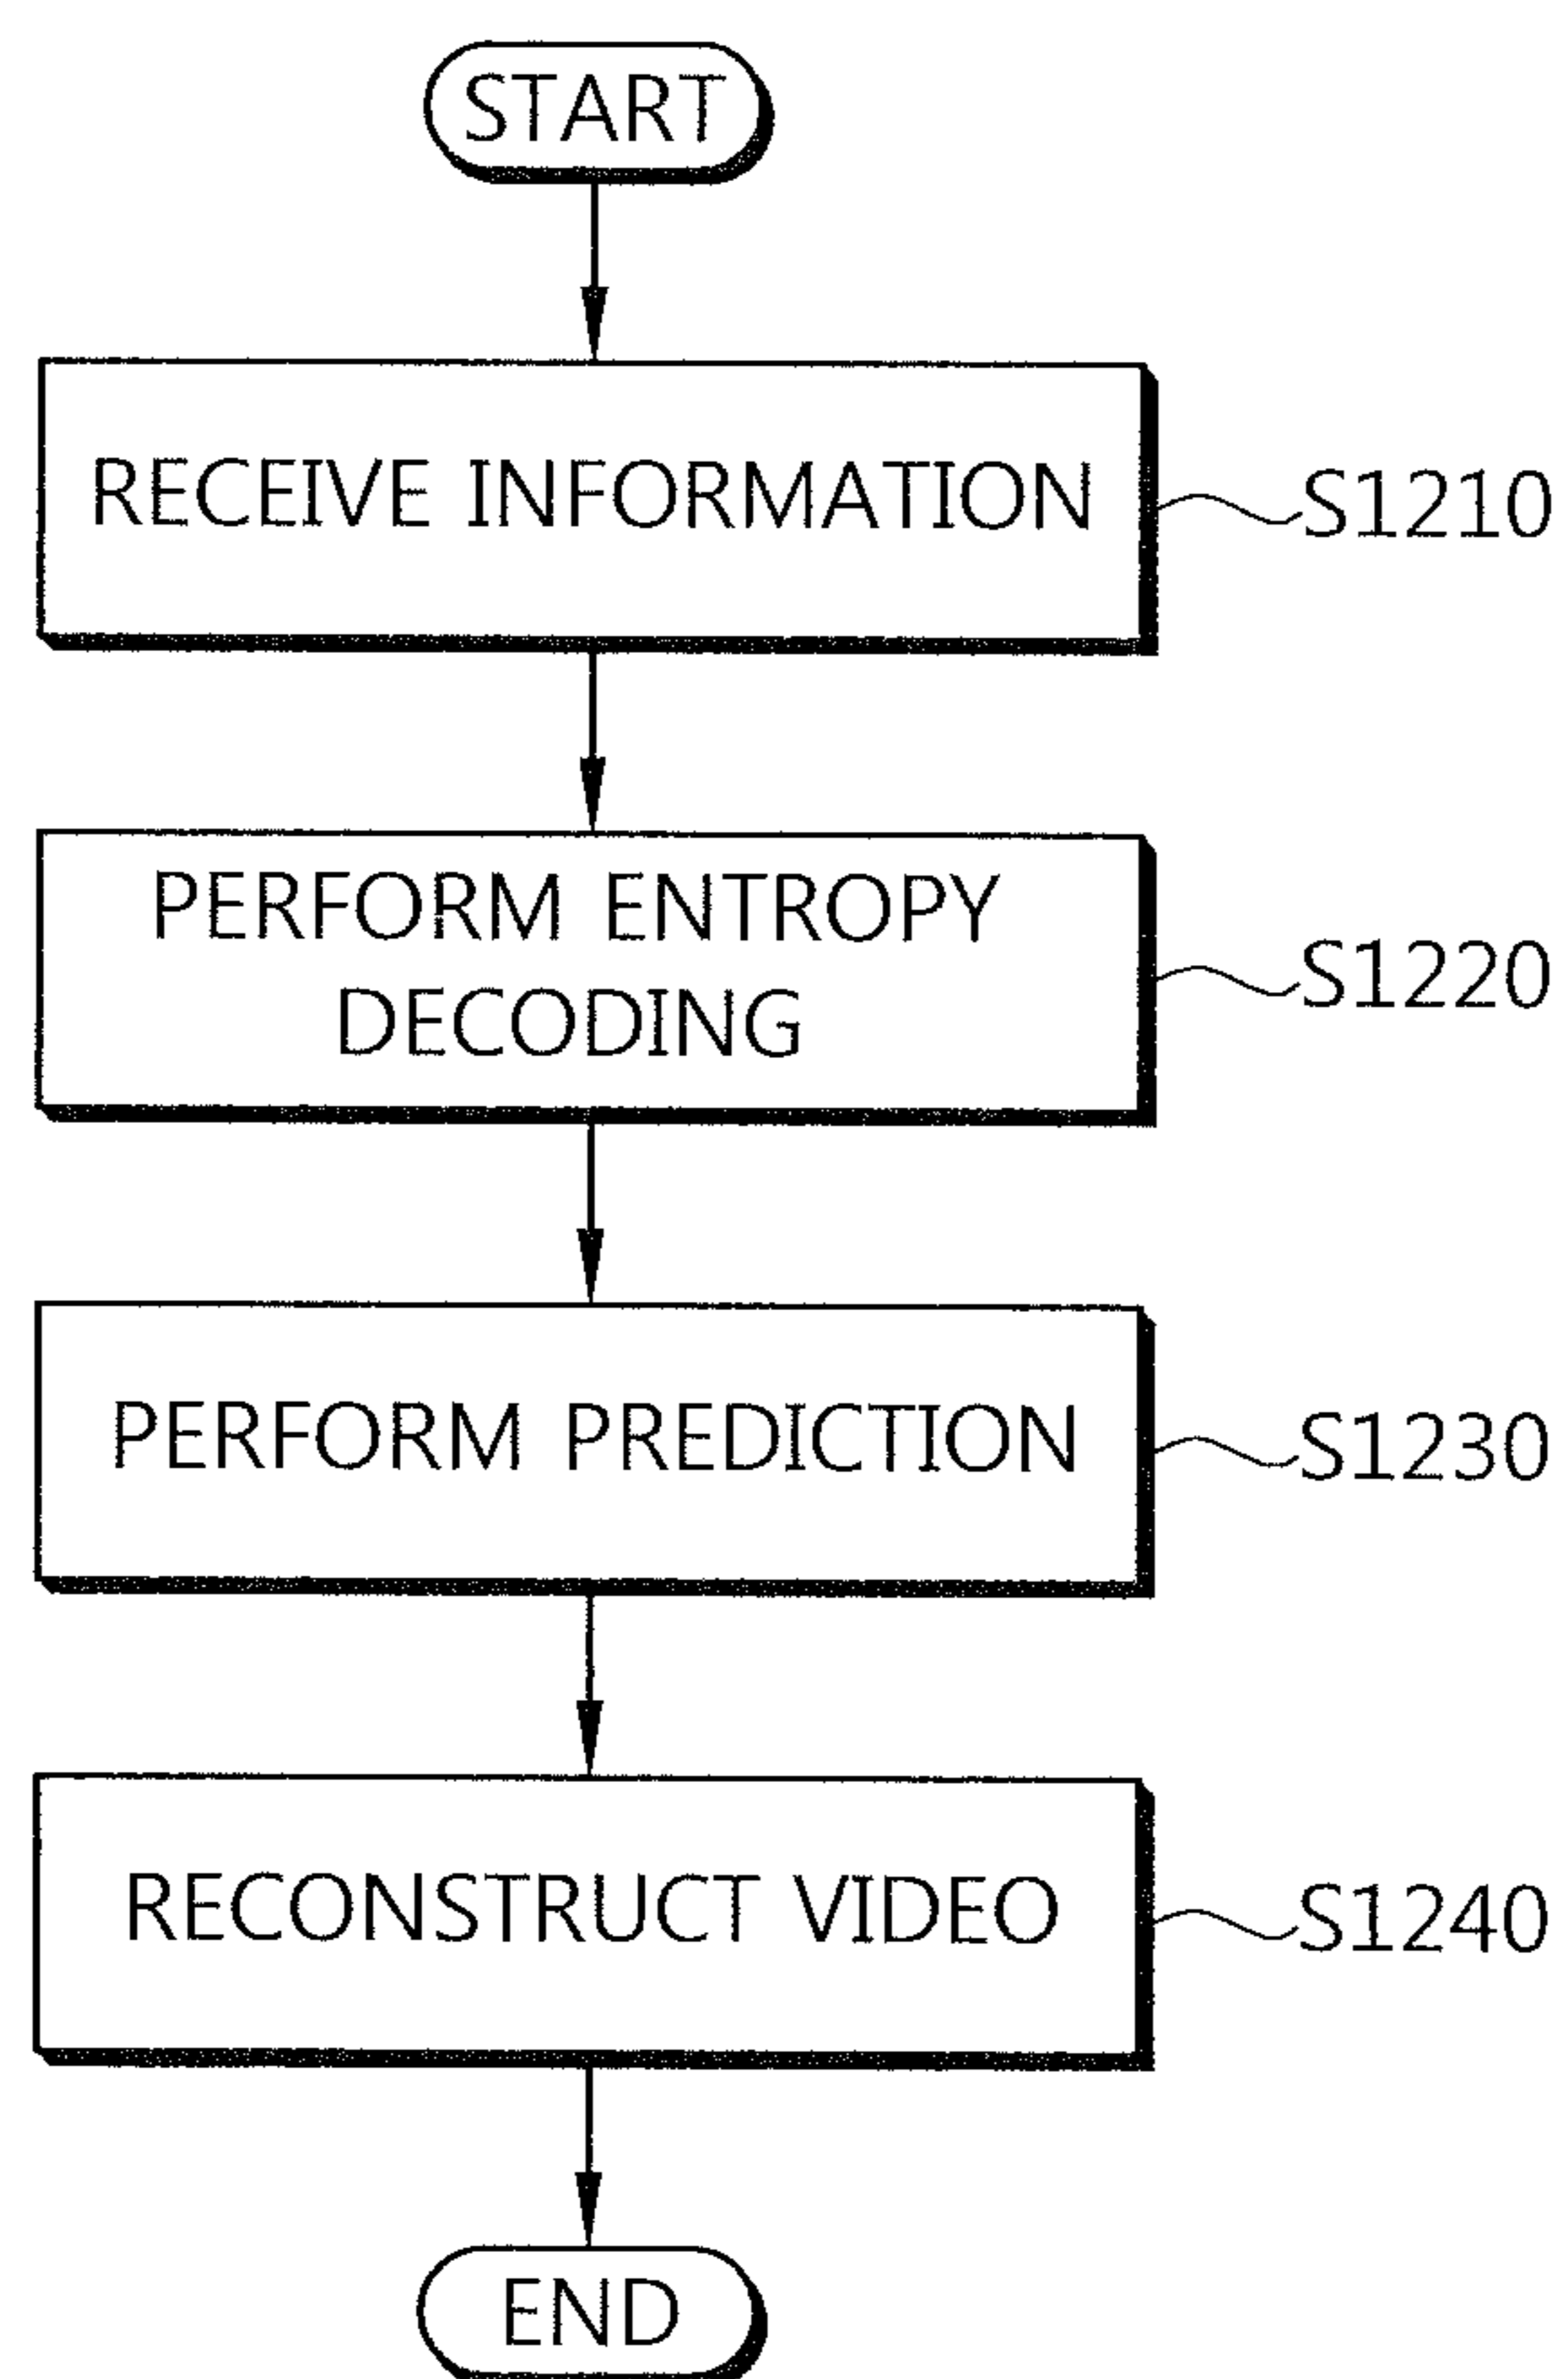 START
RECEIVE INFORMATION
S1210
PERFORM ENTROPY
DECODING
S1220
PERFORM PREDICTION
S1230
RECONSTRUCT VIDEO
S1240
END